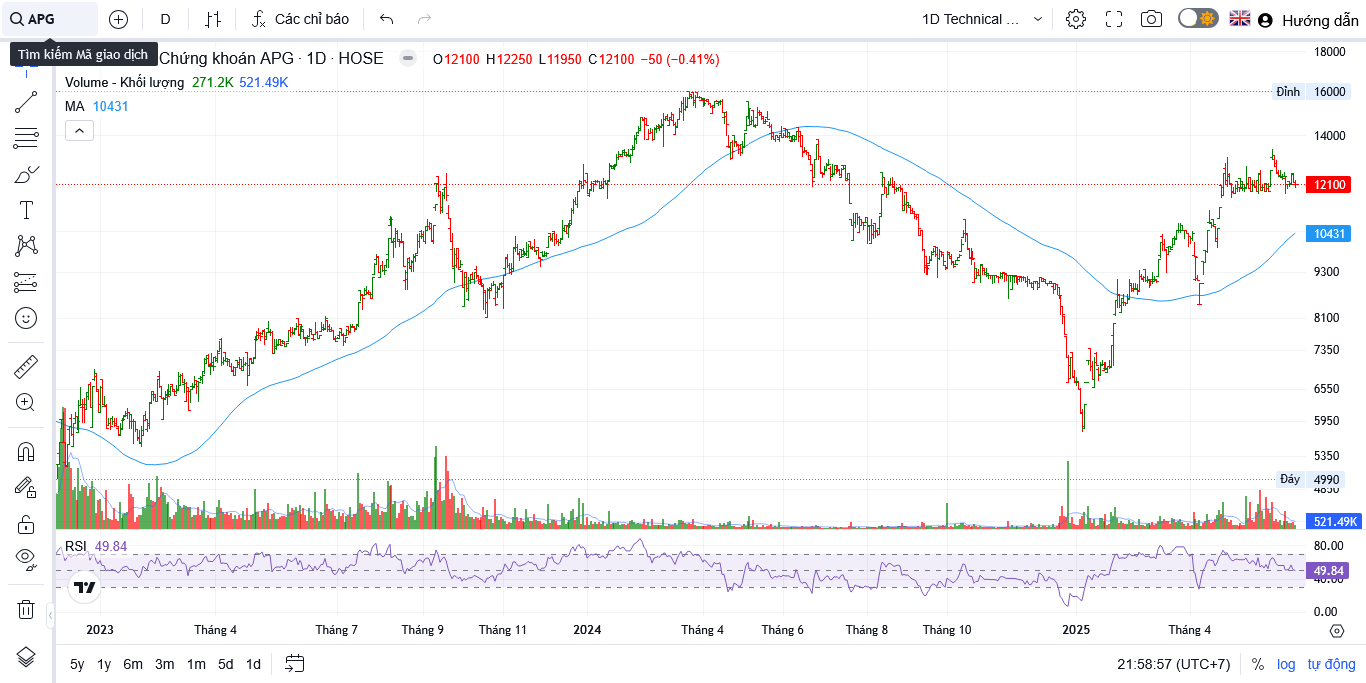 APG
D
Các chỉ báo
1D Technical ...
Hướng dẫn
Tìm kiếm Mã giao dịch
Chứng khoán APG · 1D · HOSE
O12100 H12250 L11950 C12100 −50 (−0.41%)
Volume - Khối lượng 271.2K 521.49K
MA 10431
18000
Đỉnh 16000
14000
12100
10431
9300
8100
7350
6550
5950
5350
Đáy 4990
4850
521.49K
RSI 49.84
80.00
49.84
40.00
0.00
2023 Tháng 4 Tháng 7 Tháng 9 Tháng 11 2024 Tháng 4 Tháng 6 Tháng 8 Tháng 10 2025 Tháng 4
5y 1y 6m 3m 1m 5d 1d
21:58:57 (UTC+7) % log tự động